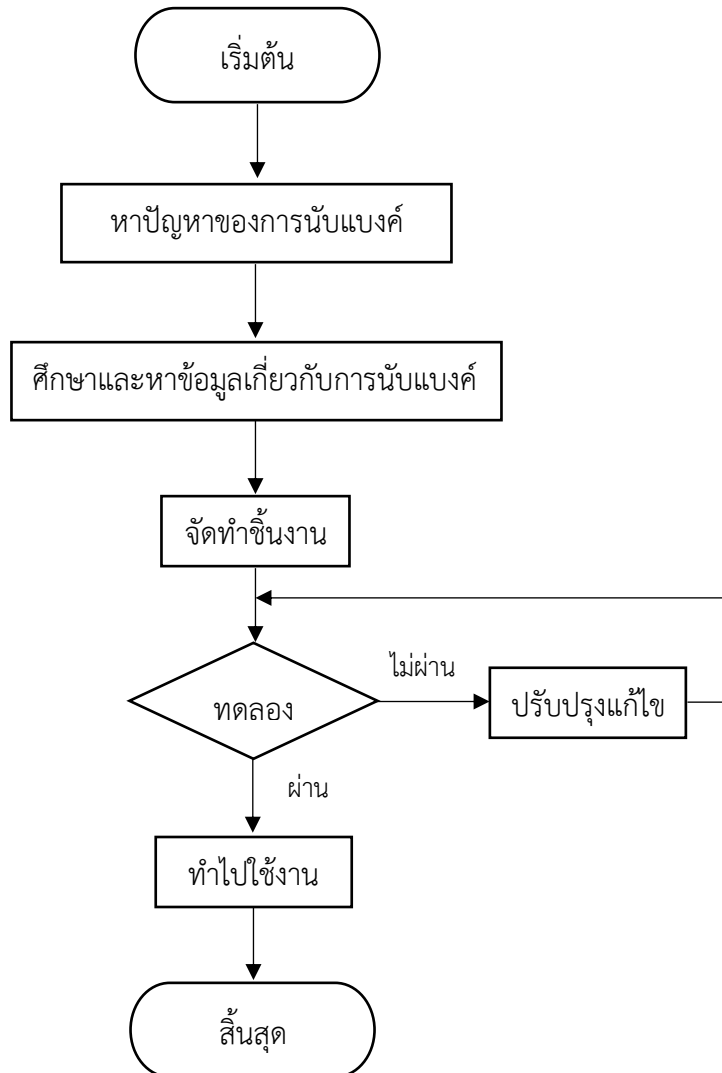 เริ่มต้น
หาปัญหาของการนับแบงค์
ศึกษาและหาข้อมูลเกี่ยวกับการนับแบงค์
จัดทำชิ้นงาน
ทดลอง
ไม่ผ่าน
ปรับปรุงแก้ไข
ผ่าน
ทำไปใช้งาน
สิ้นสุด